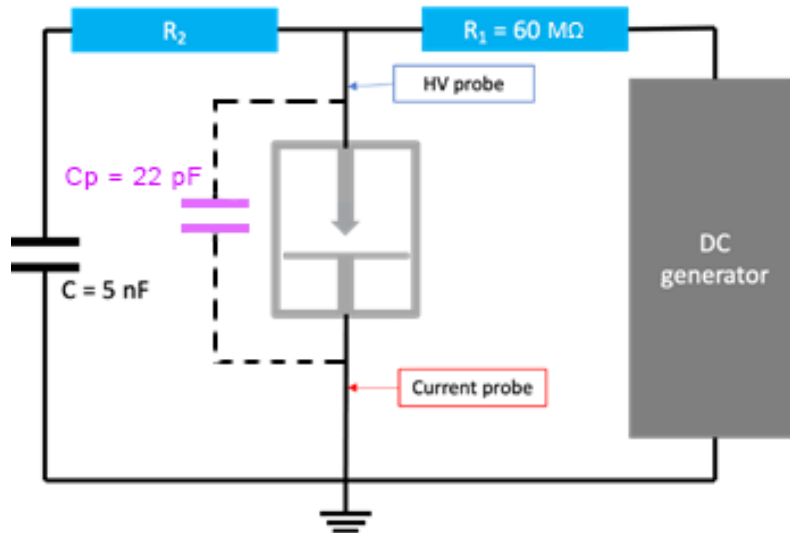 R₂
R₁ = 60 MΩ
HV probe
Cp = 22 pF
DC
generator
C = 5 nF
Current probe